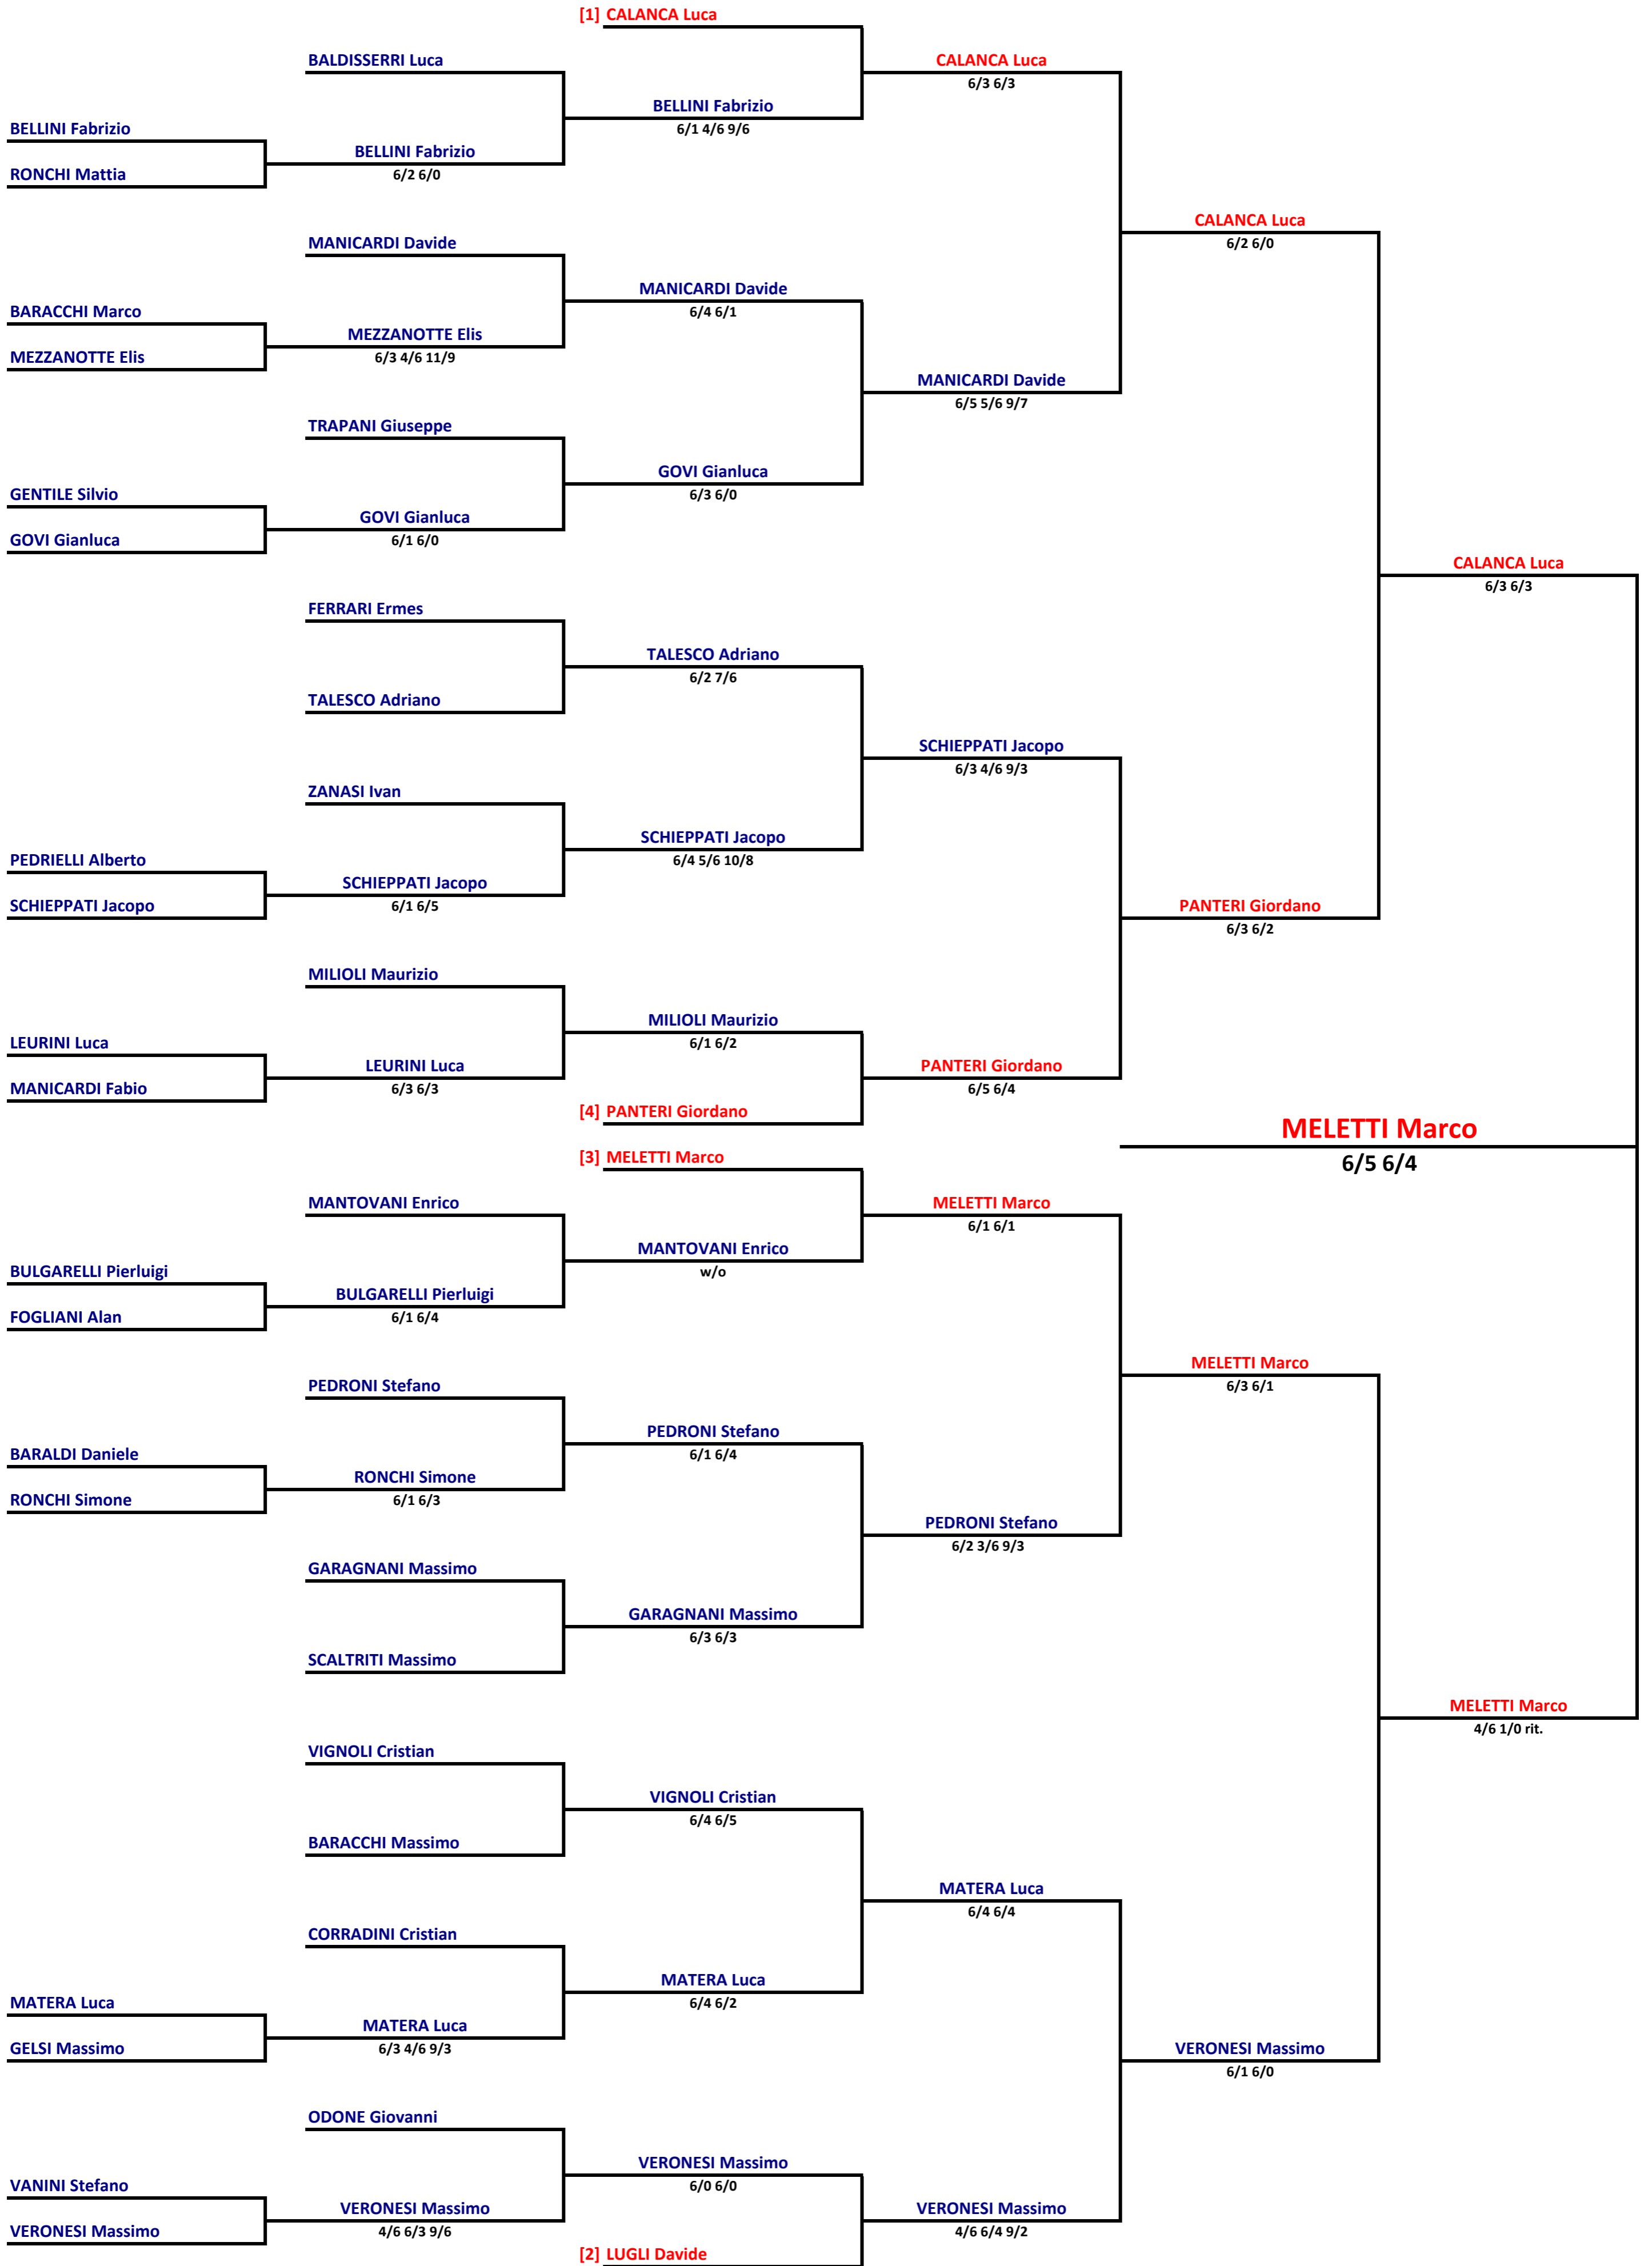 [1] CALANCA Luca
BALDISSERRI Luca
CALANCA Luca
6/3 6/3
BELLINI Fabrizio
6/1 4/6 9/6
BELLINI Fabrizio
BELLINI Fabrizio
6/2 6/0
RONCHI Mattia
CALANCA Luca
6/2 6/0
MANICARDI Davide
MANICARDI Davide
6/4 6/1
BARACCHI Marco
MEZZANOTTE Elis
6/3 4/6 11/9
MEZZANOTTE Elis
MANICARDI Davide
6/5 5/6 9/7
TRAPANI Giuseppe
GOVI Gianluca
6/3 6/0
GENTILE Silvio
GOVI Gianluca
6/1 6/0
GOVI Gianluca
CALANCA Luca
6/3 6/3
FERRARI Ermes
TALESCO Adriano
6/2 7/6
TALESCO Adriano
SCHIEPPATI Jacopo
6/3 4/6 9/3
ZANASI Ivan
SCHIEPPATI Jacopo
6/4 5/6 10/8
PEDRIELLI Alberto
SCHIEPPATI Jacopo
6/1 6/5
SCHIEPPATI Jacopo
PANTERI Giordano
6/3 6/2
MILIOLI Maurizio
MILIOLI Maurizio
6/1 6/2
LEURINI Luca
LEURINI Luca
6/3 6/3
MANICARDI Fabio
PANTERI Giordano
6/5 6/4
[4] PANTERI Giordano
MELETTI Marco
6/5 6/4
[3] MELETTI Marco
MANTOVANI Enrico
MELETTI Marco
6/1 6/1
MANTOVANI Enrico
w/o
BULGARELLI Pierluigi
BULGARELLI Pierluigi
6/1 6/4
FOGLIANI Alan
MELETTI Marco
6/3 6/1
PEDRONI Stefano
PEDRONI Stefano
6/1 6/4
BARALDI Daniele
RONCHI Simone
6/1 6/3
RONCHI Simone
PEDRONI Stefano
6/2 3/6 9/3
GARAGNANI Massimo
GARAGNANI Massimo
6/3 6/3
SCALTRITI Massimo
MELETTI Marco
4/6 1/0 rit.
VIGNOLI Cristian
VIGNOLI Cristian
6/4 6/5
BARACCHI Massimo
MATERA Luca
6/4 6/4
CORRADINI Cristian
MATERA Luca
6/4 6/2
MATERA Luca
MATERA Luca
6/3 4/6 9/3
GELSI Massimo
VERONESI Massimo
6/1 6/0
ODONE Giovanni
VERONESI Massimo
6/0 6/0
VANINI Stefano
VERONESI Massimo
4/6 6/3 9/6
VERONESI Massimo
VERONESI Massimo
4/6 6/4 9/2
[2] LUGLI Davide